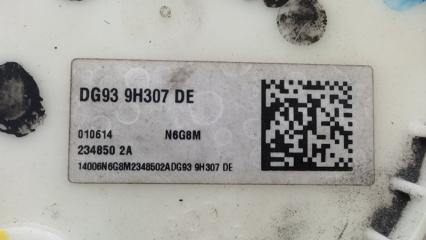 DG93 9H307 DE
010614 N6G8M
234850 2A
14006N6G8M2348502ADG93 9H307 DE